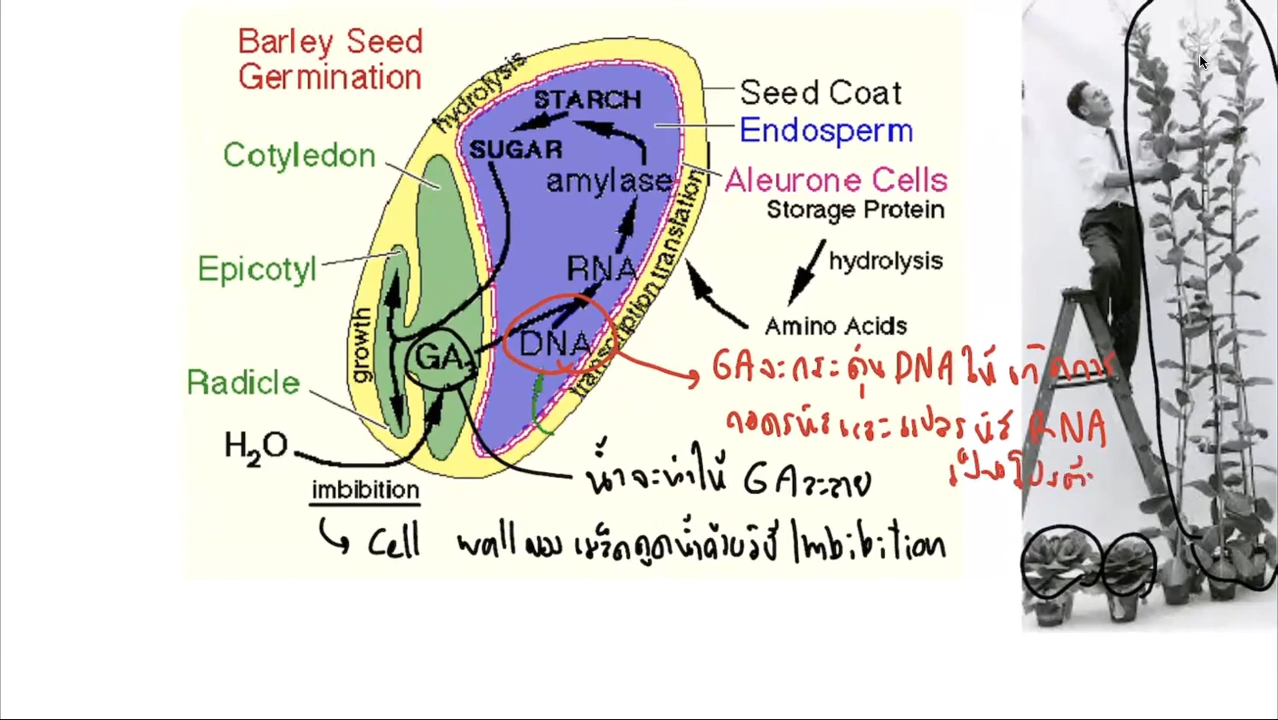 Barley Seed
Germination
hydrolysis
STARCH
SUGAR
amylase
RNA
DNA
transcription translation
Seed Coat
Endosperm
Aleurone Cells
Storage Protein
hydrolysis
Amino Acids
Cotyledon
Epicotyl
growth
GA3
Radicle
H2O
imbibition
GAจะกระตุ้น DNA ให้เกิดการ
ถอดรหัสและแปลรหัส RNA
เป็นโปรตีน
น้ำจะทำให้ GAละลาย
Cell wall ของเมล็ดดูดน้ำด้วยวิธี Imbibition